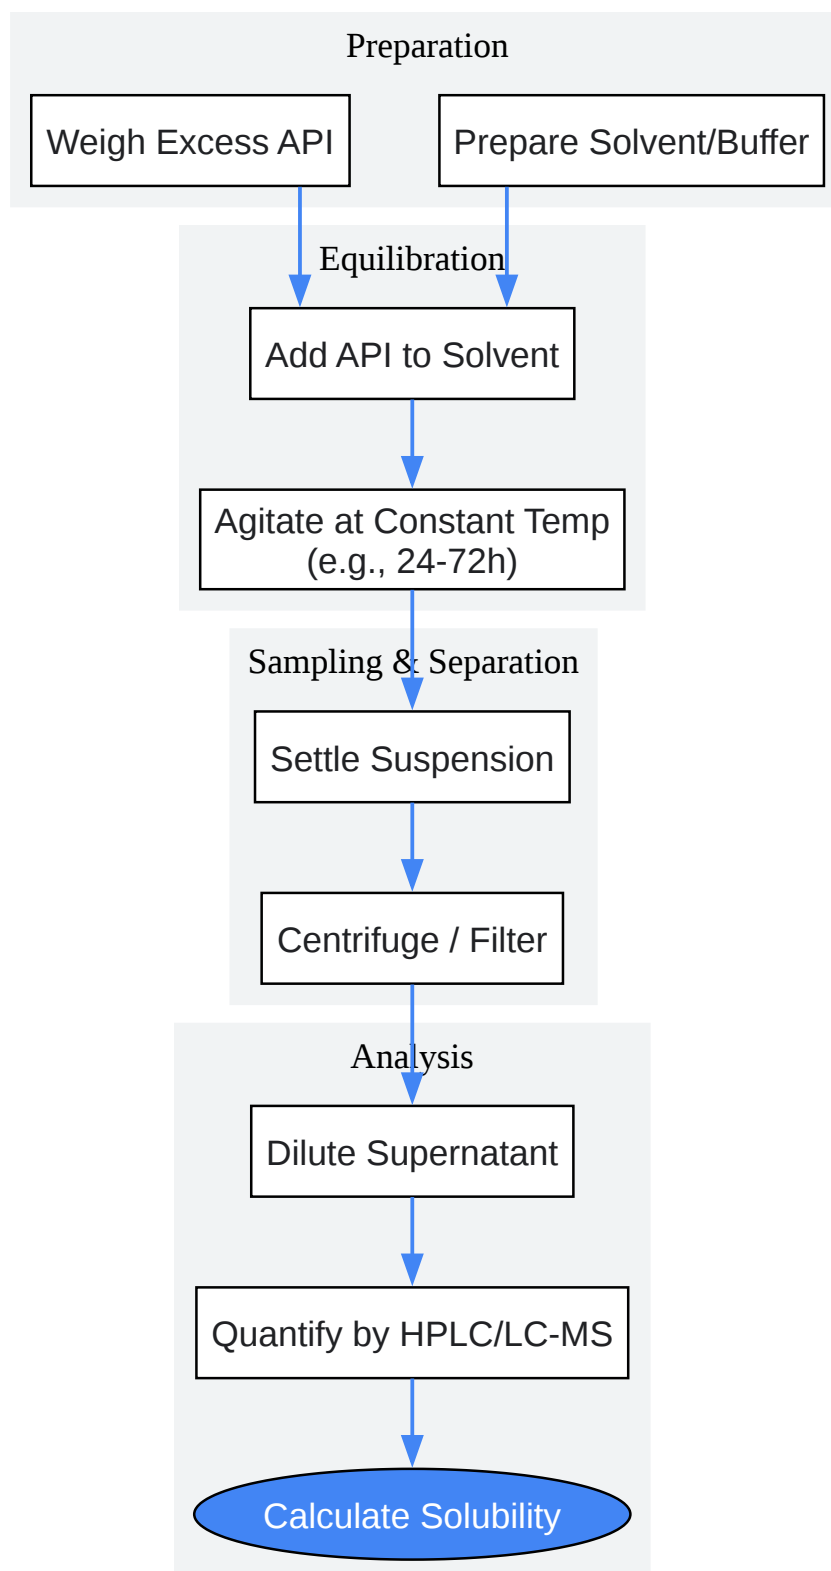 Preparation
Weigh Excess API
Prepare Solvent/Buffer
Equilibration
Add API to Solvent
Agitate at Constant Temp
(e.g., 24-72h)
Sampling & Separation
Settle Suspension
Centrifuge / Filter
Analysis
Dilute Supernatant
Quantify by HPLC/LC-MS
Calculate Solubility